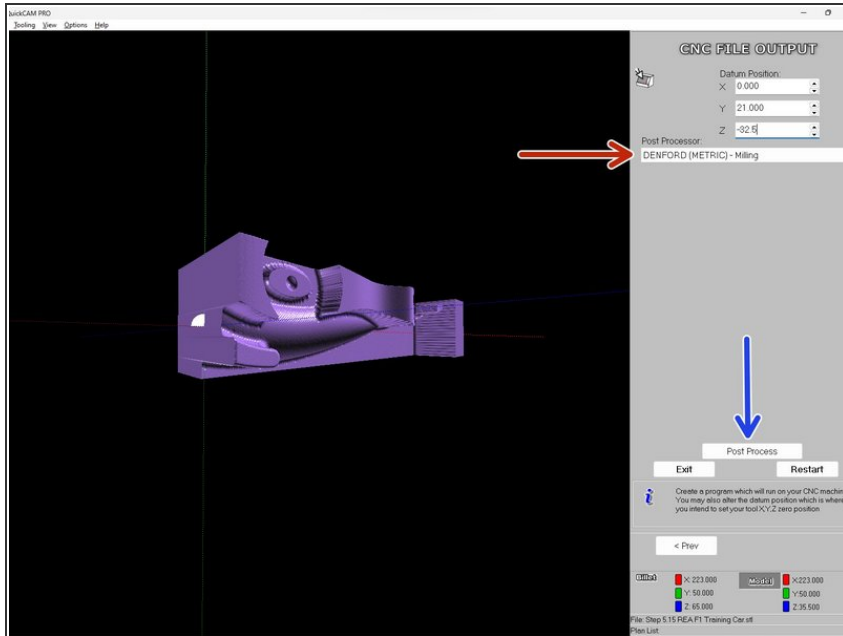 QuickCAM PRO
Tooling View Options Help
CNC FILE OUTPUT
Datum Position:
X 0.000
Y 21.000
Z -32.5
Post Processor:
DENFORD (METRIC) - Milling
Post Process
Exit Restart
Create a program which will run on your CNC machin
You may also alter the datum position which is where
you intend to set your tool X,Y,Z zero position
< Prev
Billet X: 223.000 Model X:223.000
Y: 50.000 Y:50.000
Z: 65.000 Z:35.500
File: Step 5.15 REA F1 Training Car.stl
Plan List: